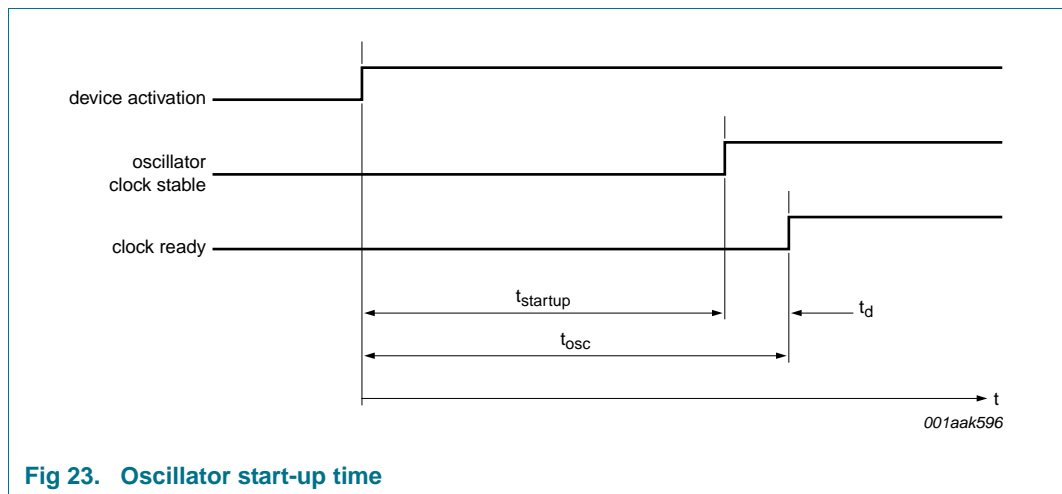 device activation
oscillator
clock stable
clock ready
tstartup
td
tosc
t
001aak596
Fig 23. Oscillator start-up time